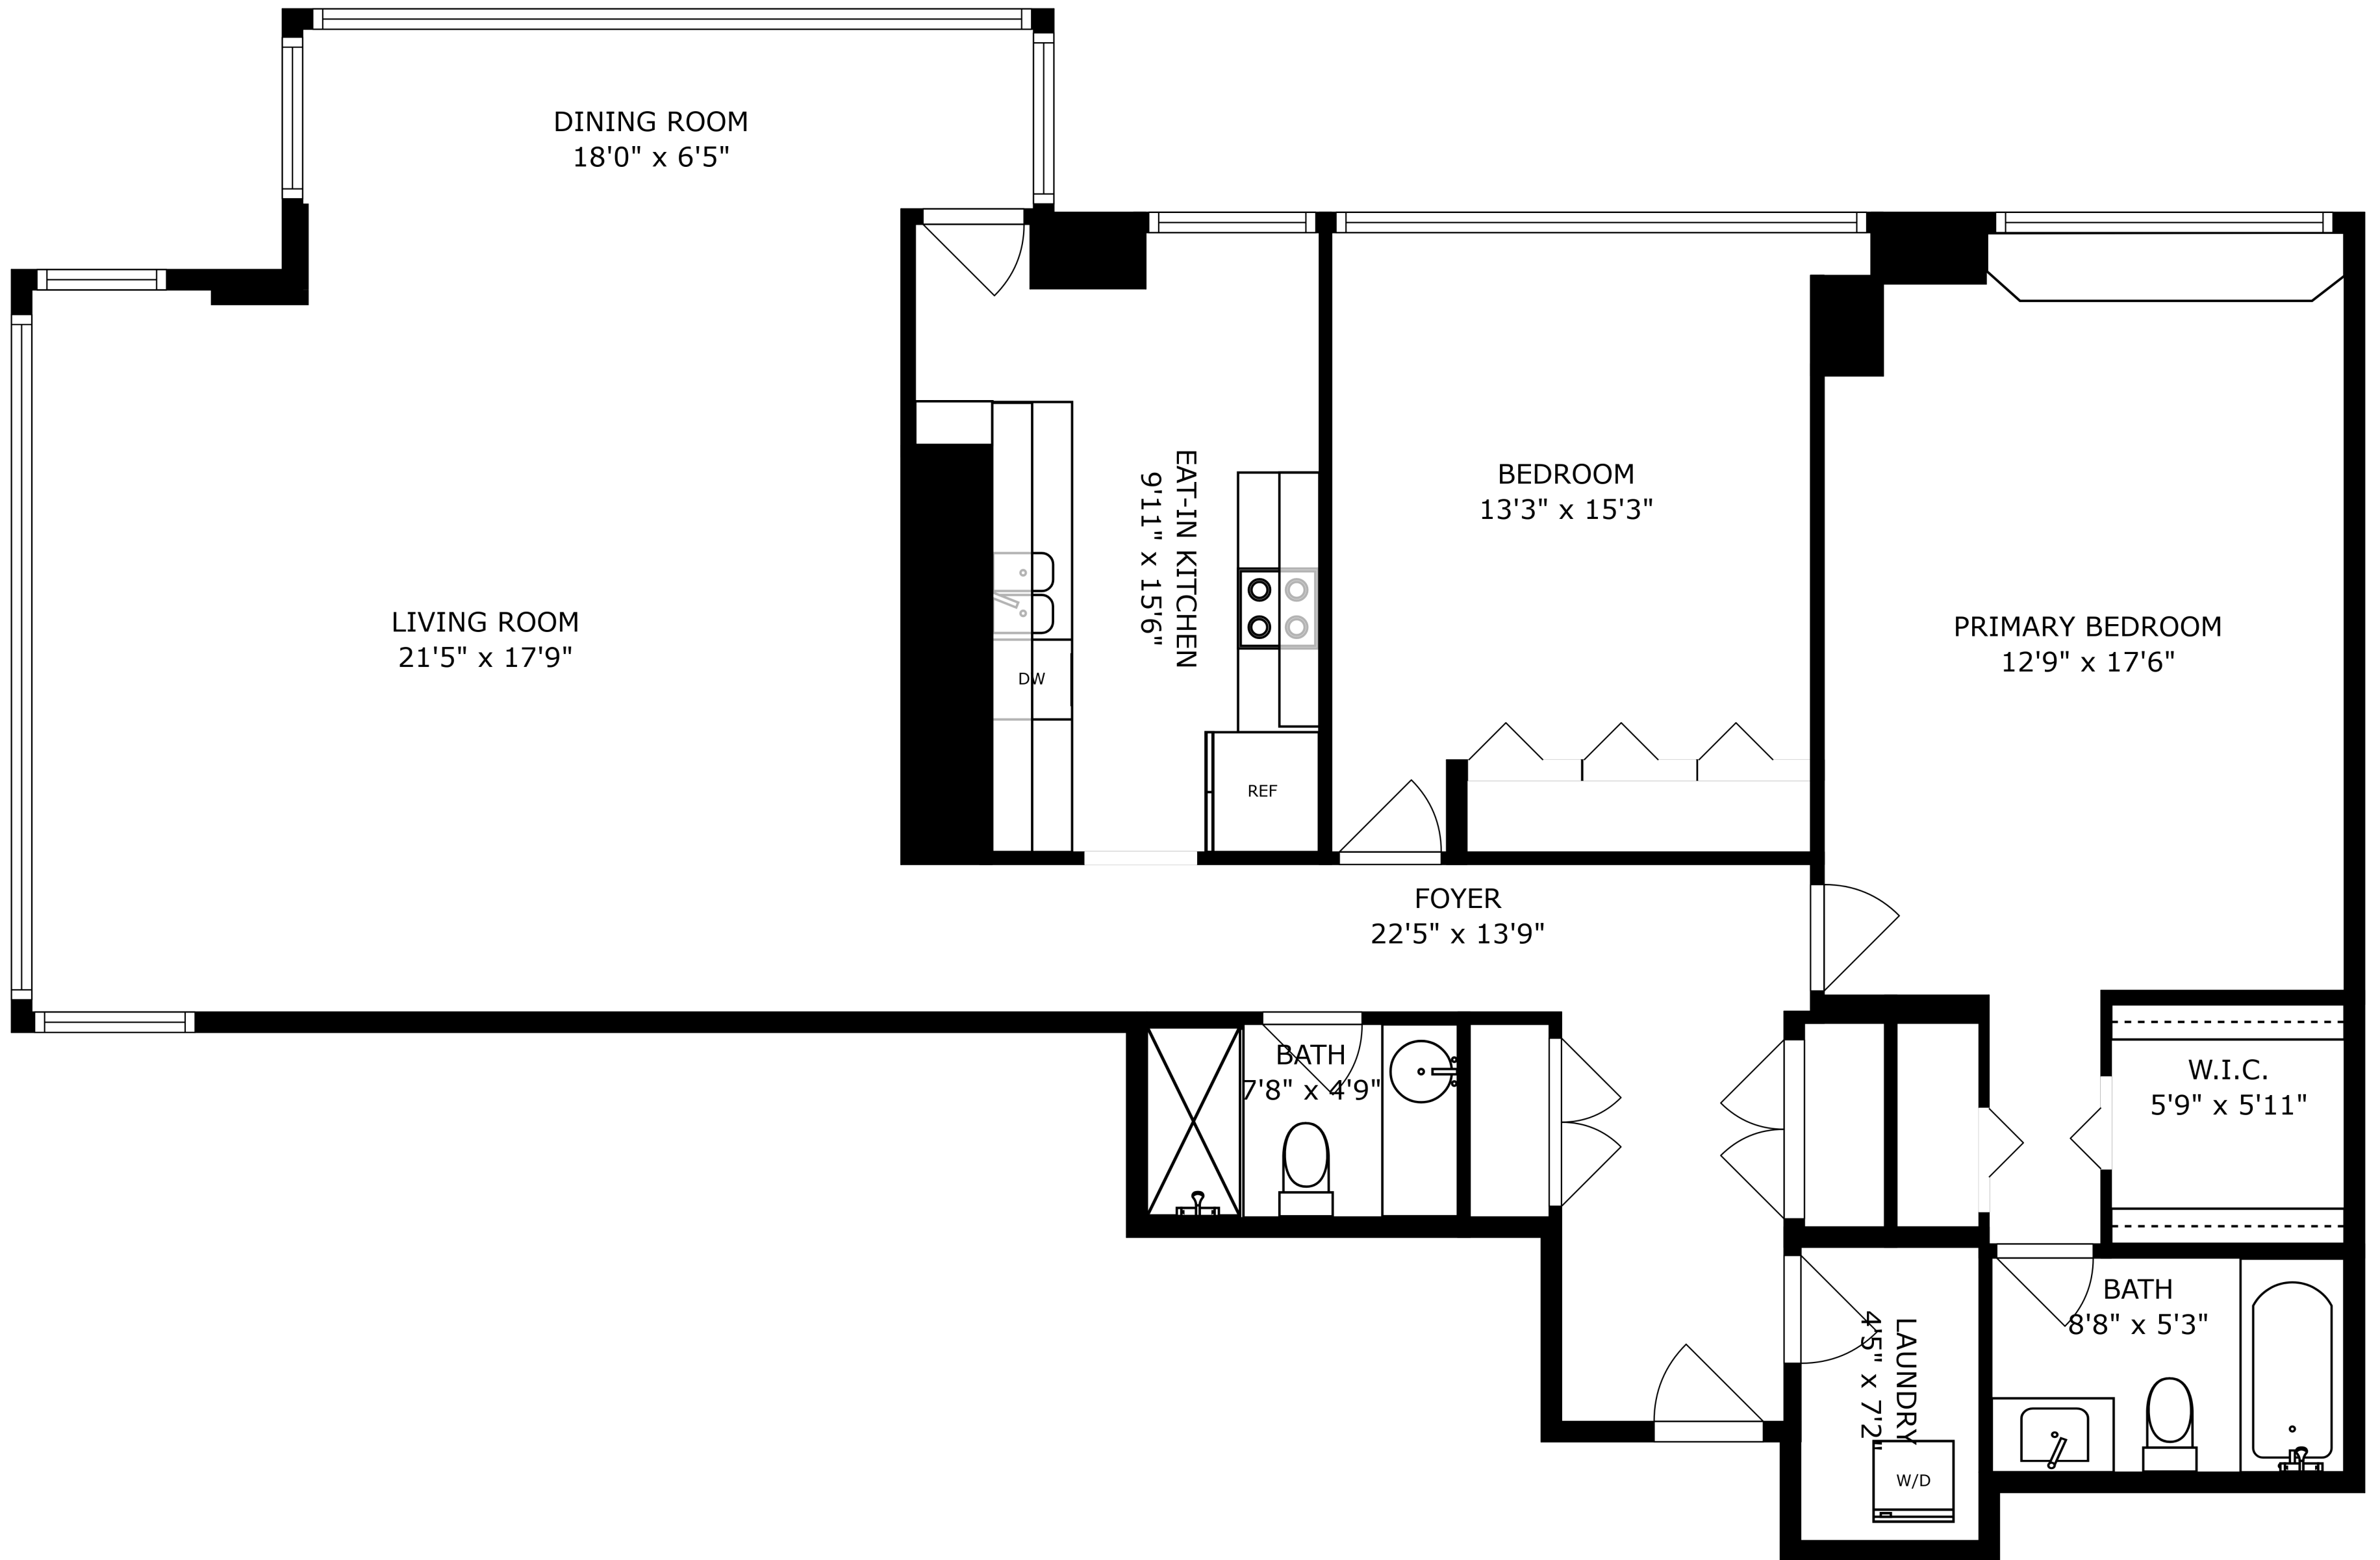 DINING ROOM
18'0" x 6'5"
EAT-IN KITCHEN
9'11" x 15'6"
BEDROOM
13'3" x 15'3"
LIVING ROOM
21'5" x 17'9"
PRIMARY BEDROOM
12'9" x 17'6"
DW
REF
FOYER
22'5" x 13'9"
BATH
7'8" x 4'9"
W.I.C.
5'9" x 5'11"
BATH
8'8" x 5'3"
LAUNDRY
4'5" x 7'2"
W/D